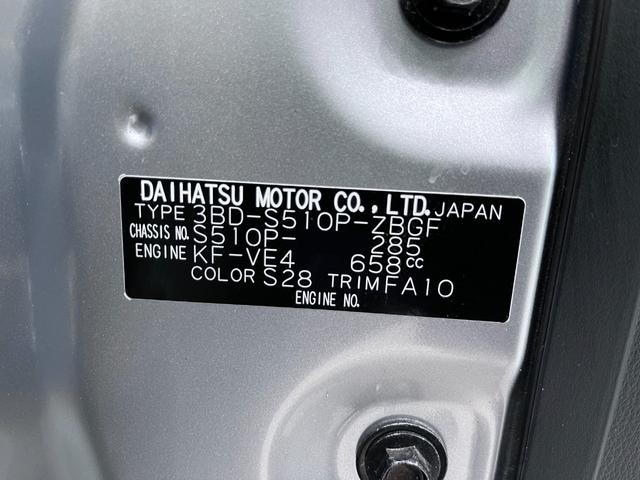 DAIHATSU MOTOR CO.,LTD. JAPAN
TYPE 3BD-S510P-ZBGF
CHASSIS NO. S510P- 285
ENGINE KF-VE4 658cc
COLOR S28 TRIM FA10
ENGINE NO.